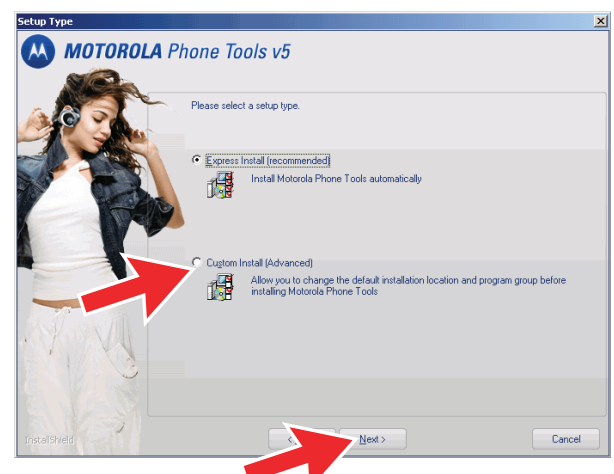 Setup Type
MOTOROLA Phone Tools v5
Please select a setup type.
Express Install (recommended)
Install Motorola Phone Tools automatically
Custom Install (Advanced)
Allow you to change the default installation location and program group before
installing Motorola Phone Tools
InstallShield
<
Next >
Cancel